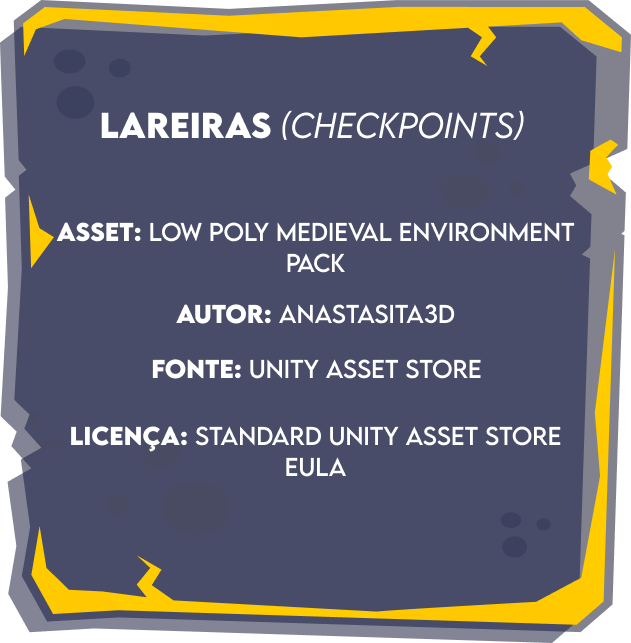 LAREIRAS (CHECKPOINTS)
ASSET: LOW POLY MEDIEVAL ENVIRONMENT
PACK
AUTOR: ANASTASITA3D
FONTE: UNITY ASSET STORE
LICENÇA: STANDARD UNITY ASSET STORE
EULA